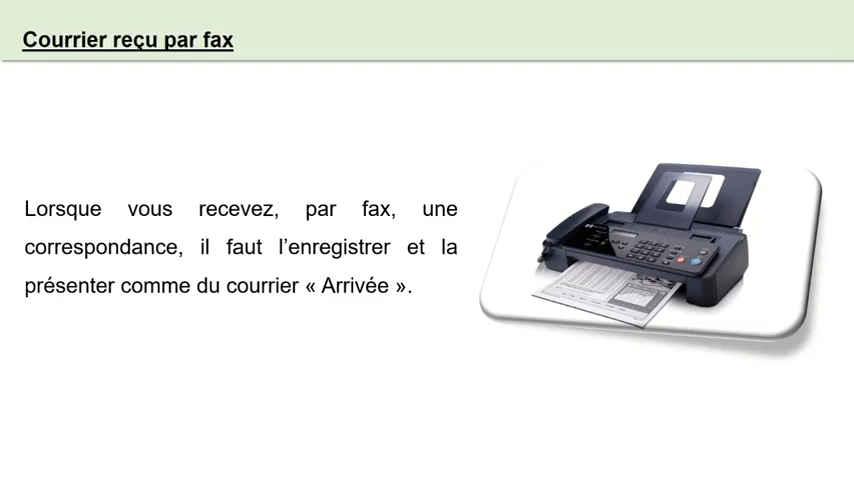 Courrier reçu par fax
Lorsque vous recevez, par fax, une
correspondance, il faut l’enregistrer et la
présenter comme du courrier « Arrivée ».